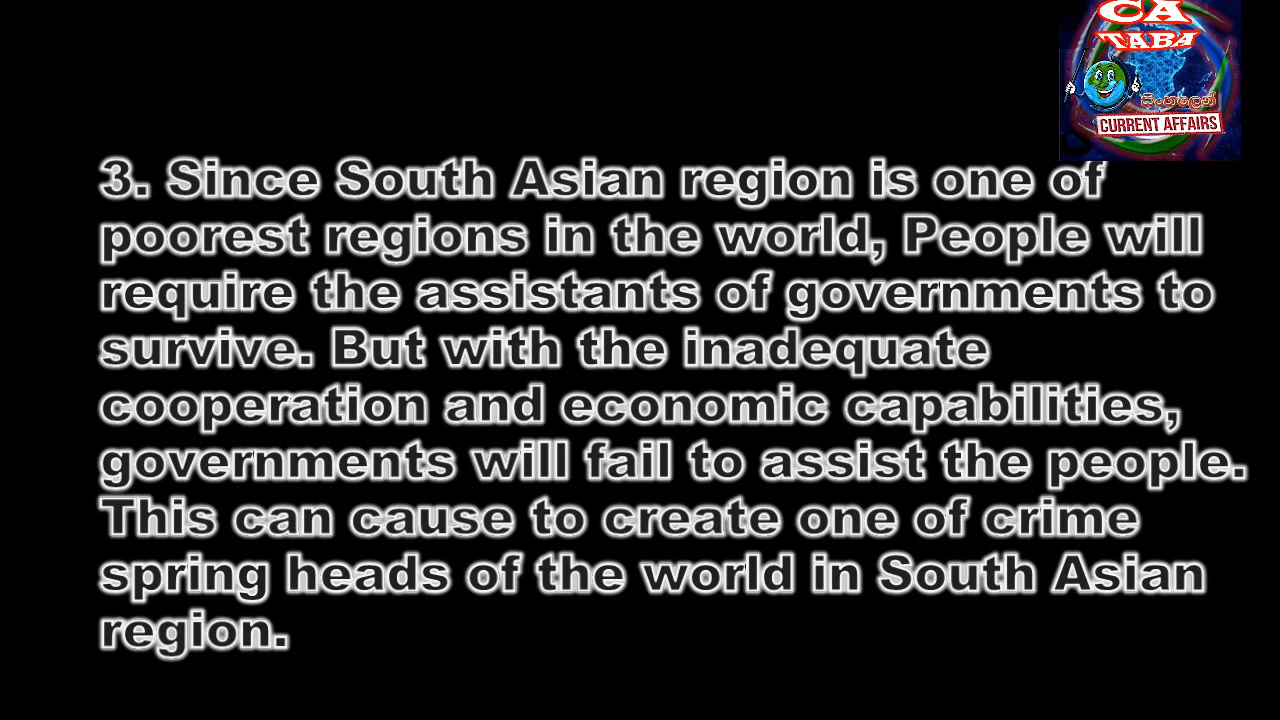 CA
TABA
සිංහලෙන්
CURRENT AFFAIRS
3. Since South Asian region is one of
poorest regions in the world, People will
require the assistants of governments to
survive. But with the inadequate
cooperation and economic capabilities,
governments will fail to assist the people.
This can cause to create one of crime
spring heads of the world in South Asian
region.